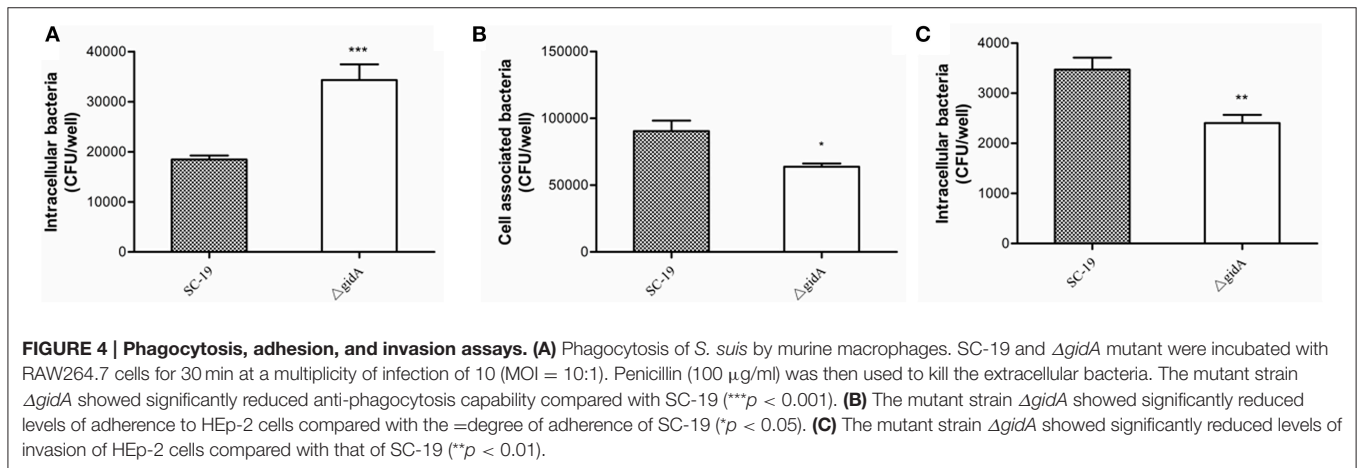 A
Intracellular bacteria
(CFU/well)
40000
30000
20000
10000
0
***
SC-19
△gidA
B
Cell associated bacteria
(CFU/well)
150000
100000
50000
0
*
SC-19
△gidA
C
Intracellular bacteria
(CFU/well)
4000
3000
2000
1000
0
**
SC-19
△gidA
FIGURE 4 | Phagocytosis, adhesion, and invasion assays. (A) Phagocytosis of S. suis by murine macrophages. SC-19 and ΔgidA mutant were incubated with
RAW264.7 cells for 30 min at a multiplicity of infection of 10 (MOI = 10:1). Penicillin (100 μg/ml) was then used to kill the extracellular bacteria. The mutant strain
ΔgidA showed significantly reduced anti-phagocytosis capability compared with SC-19 (***p < 0.001). (B) The mutant strain ΔgidA showed significantly reduced
levels of adherence to HEp-2 cells compared with the =degree of adherence of SC-19 (*p < 0.05). (C) The mutant strain ΔgidA showed significantly reduced levels of
invasion of HEp-2 cells compared with that of SC-19 (**p < 0.01).